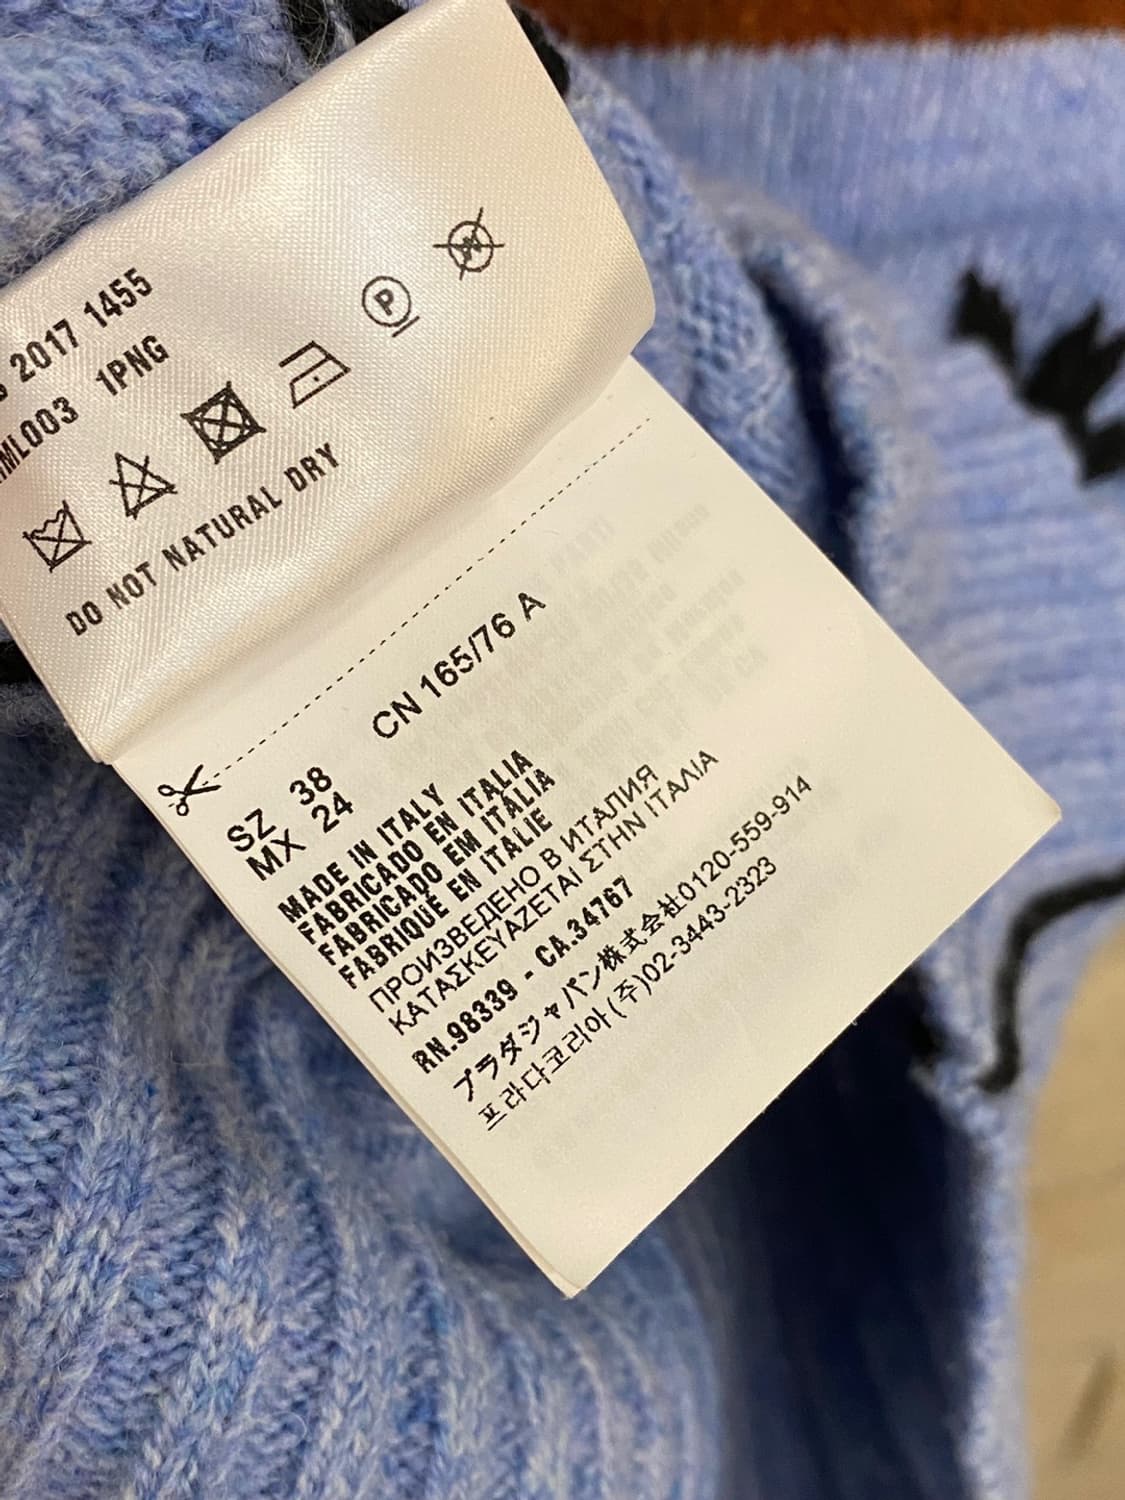 2017 1455
ML003 1PNG
P
DO NOT NATURAL DRY
CN 165/76 A
SZ 38
MX 24
MADE IN ITALY
FABRICADO EN ITALIA
FABRICADO EM ITÁLIA
FABRIQUÉ EN ITALIE
ПРОИЗВЕДЕНО В ИТАЛИЯ
ΚΑΤΑΣΚΕΥΑΖΕΤΑΙ ΣΤΗΝ ΙΤΑΛΙΑ
RN.98339 - CA.34767
プラダジャパン株式会社0120-559-914
프라다코리아(주)02-3443-2323